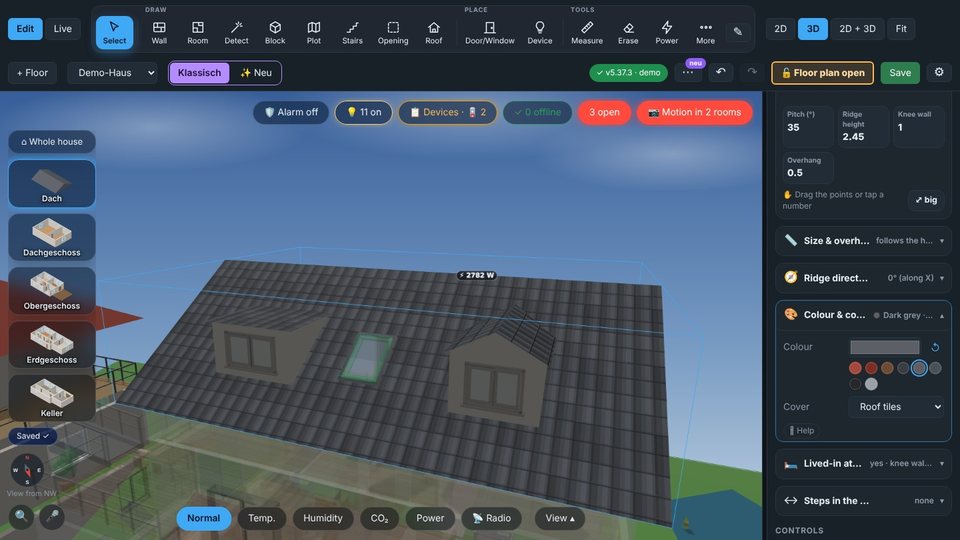 DRAW
PLACE
TOOLS
Edit
Live
Select
Wall
Room
Detect
Block
Plot
Stairs
Opening
Roof
Door/Window
Device
Measure
Erase
Power
More
2D
3D
2D + 3D
Fit
+ Floor
Demo-Haus
Klassisch
✨ Neu
✓ v5.37.3 · demo
neu
Floor plan open
Save
Alarm off
11 on
Devices · 2
✓ 0 offline
3 open
Motion in 2 rooms
⌂ Whole house
Dach
Dachgeschoss
Obergeschoss
Erdgeschoss
Keller
Saved ✓
N
W
E
S
View from NW
⚡ 2782 W
Normal
Temp.
Humidity
CO₂
Power
Radio
View ▴
Pitch (°)
35
Ridge height
2.45
Knee wall
1
Overhang
0.5
Drag the points or tap a number
⤢ big
Size & overh... follows the h...
Ridge direct... 0° (along X)
Colour & co... Dark grey ·...
Colour
Cover
Roof tiles
Help
Lived-in at... yes · knee wal...
Steps in the ... none
CONTROLS